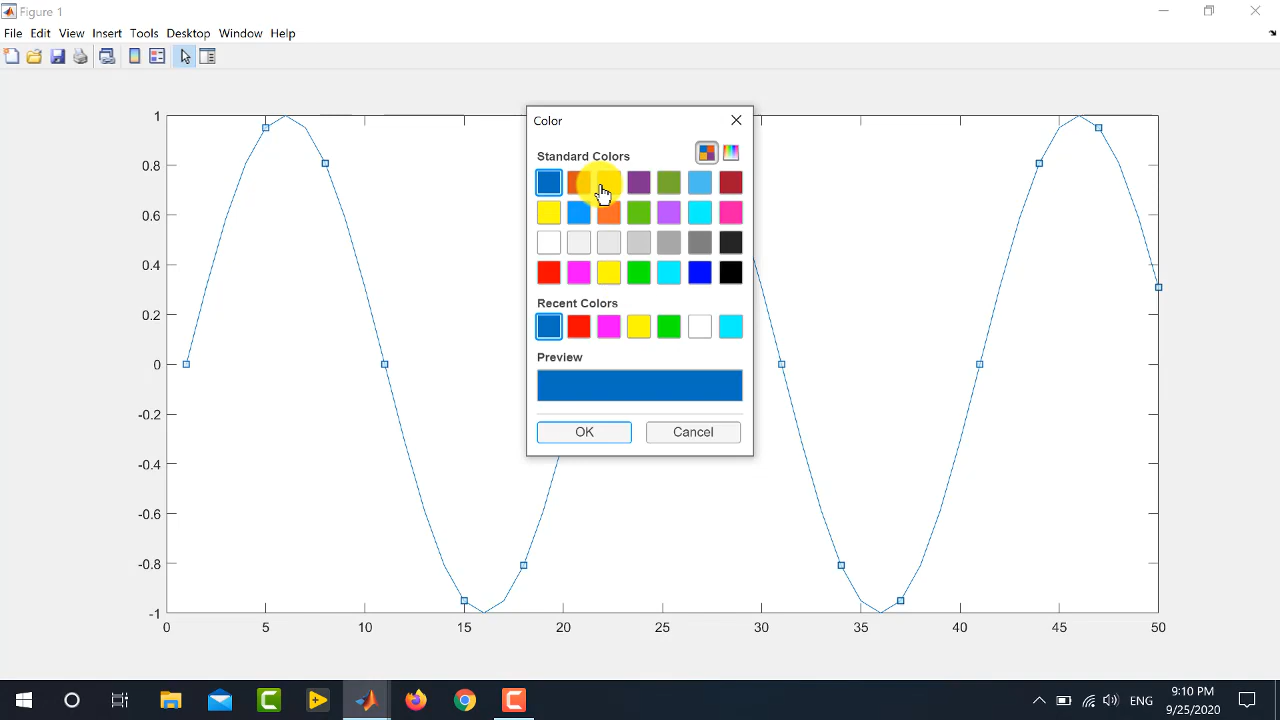 Figure 1
File Edit View Insert Tools Desktop Window Help
Color
Standard Colors
Recent Colors
Preview
OK Cancel
1
0.8
0.6
0.4
0.2
0
-0.2
-0.4
-0.6
-0.8
-1
0 5 10 15 20 25 30 35 40 45 50
ENG
9:10 PM
9/25/2020